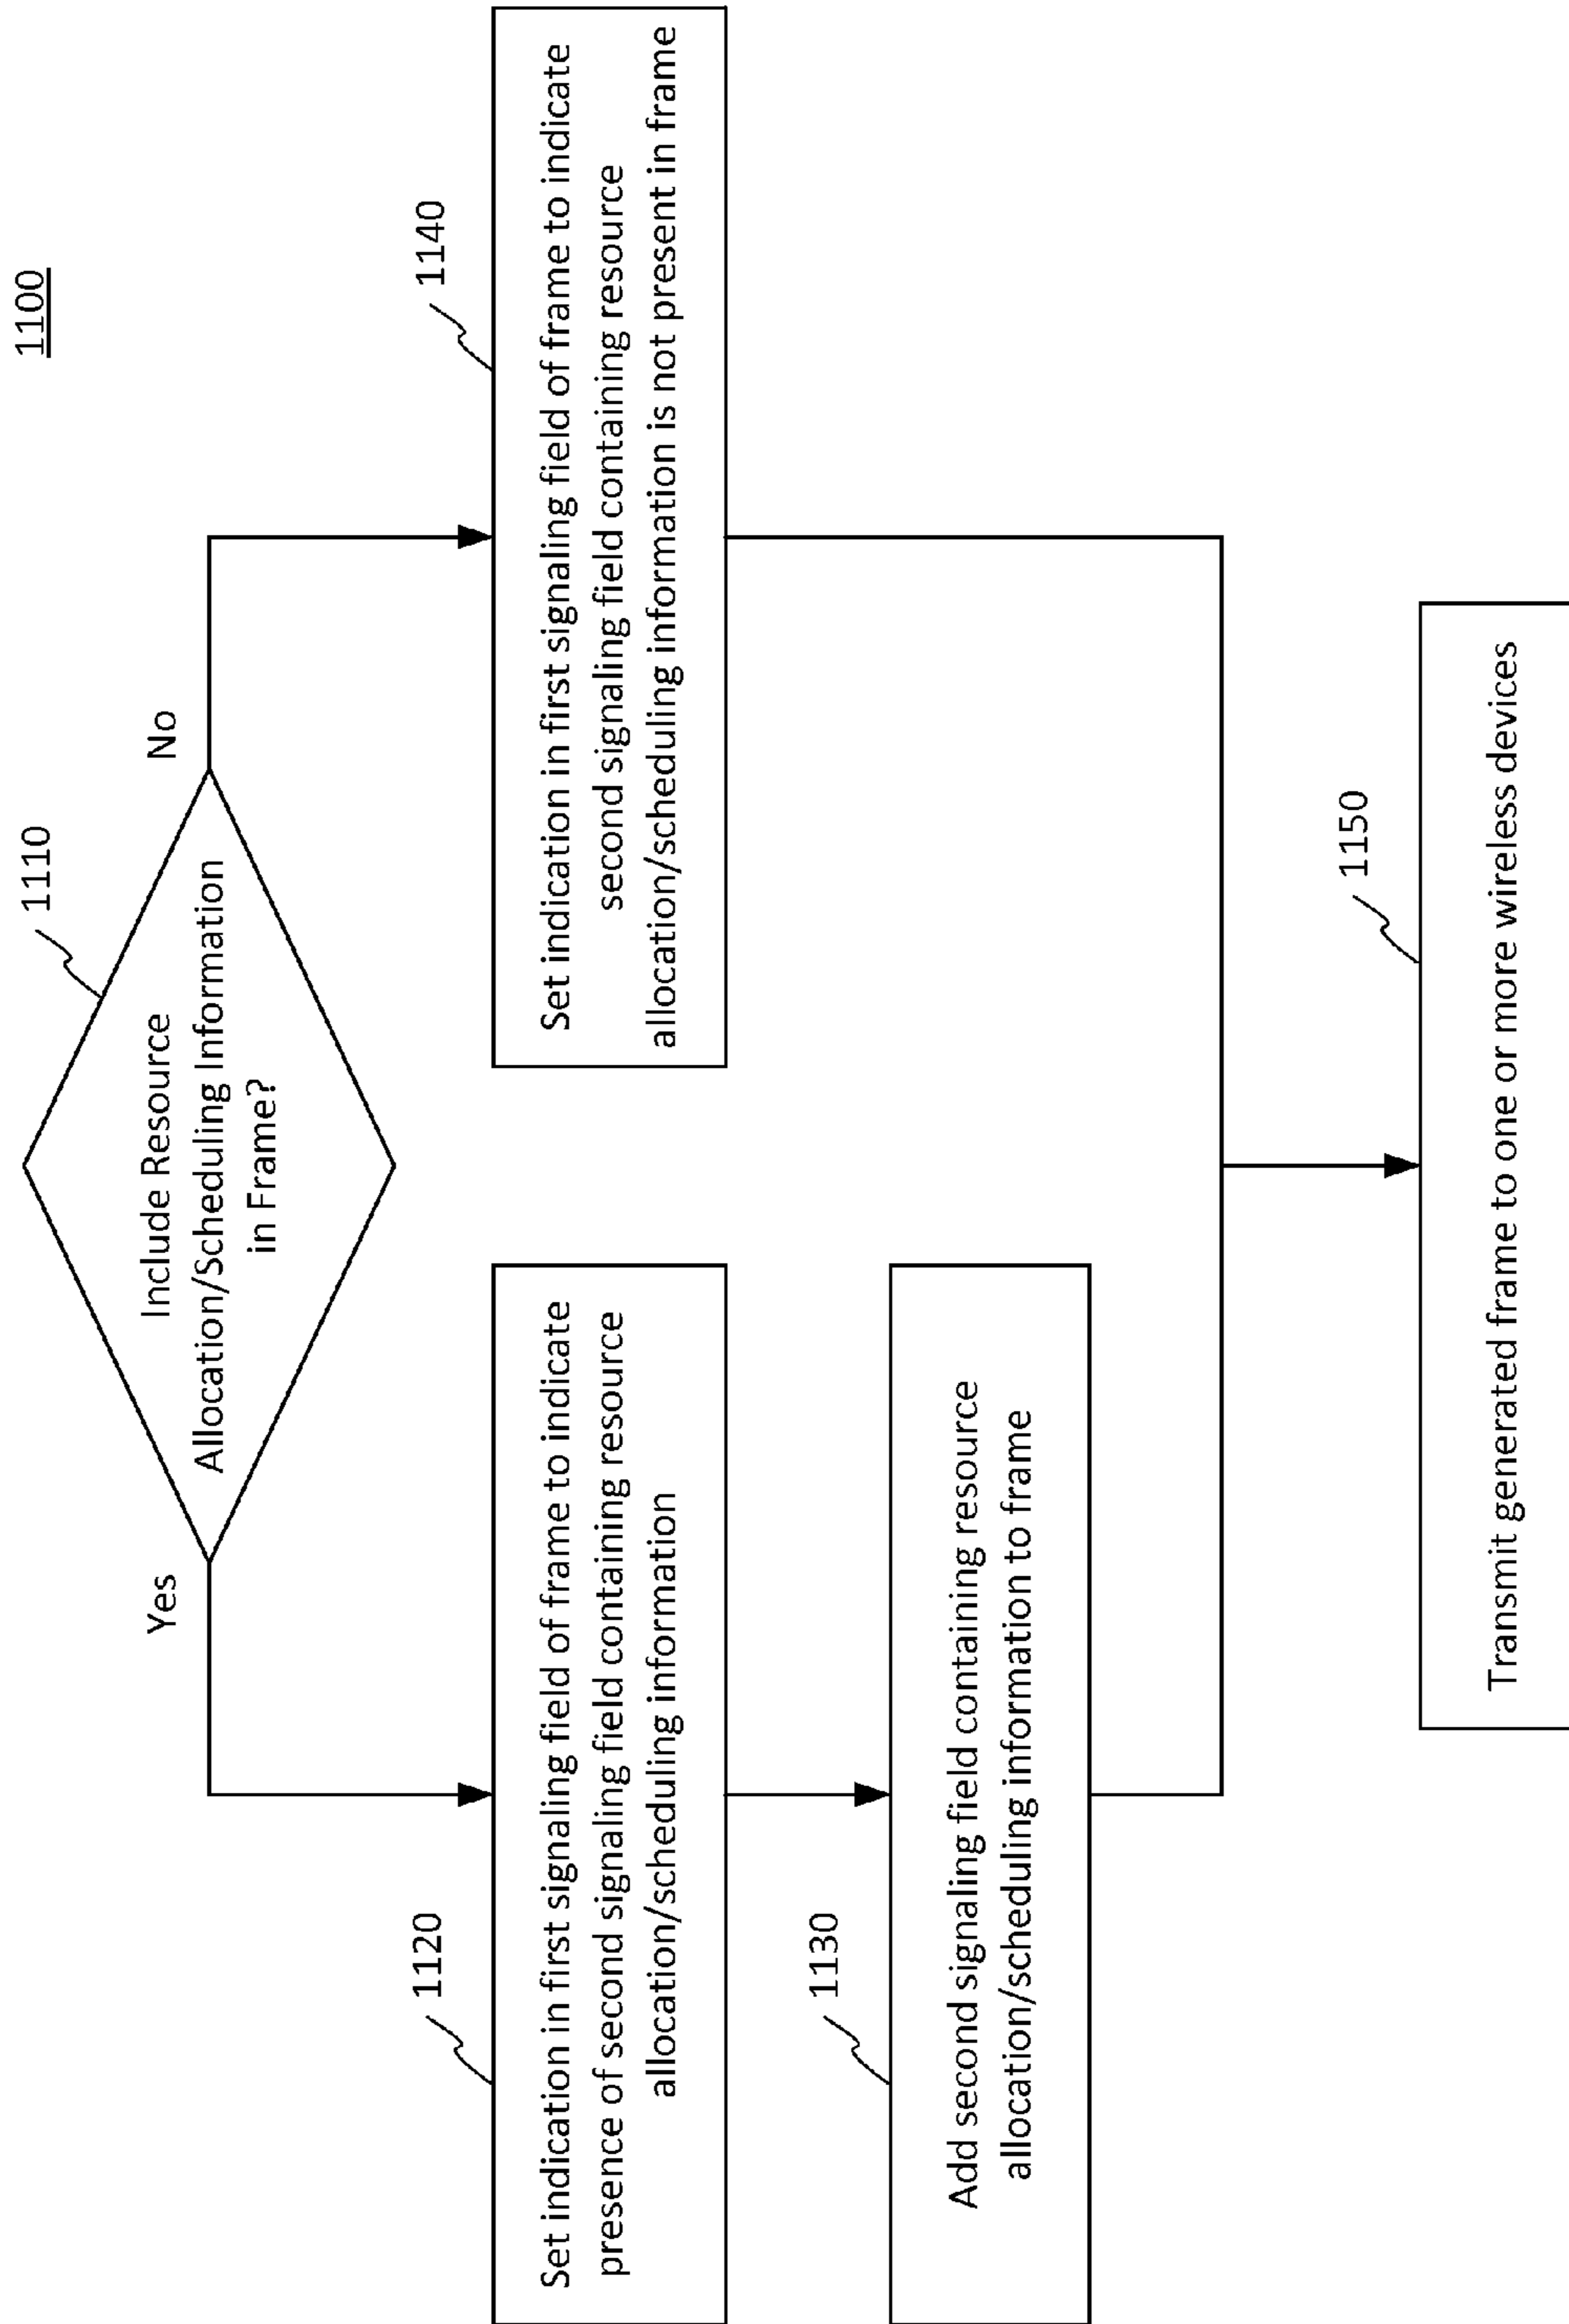 1100
1110
Include Resource
Allocation/Scheduling Information
in Frame?
Yes
No
1120
Set indication in first signaling field of frame to indicate
presence of second signaling field containing resource
allocation/scheduling information
1140
Set indication in first signaling field of frame to indicate
second signaling field containing resource
allocation/scheduling information is not present in frame
1130
Add second signaling field containing resource
allocation/scheduling information to frame
1150
Transmit generated frame to one or more wireless devices